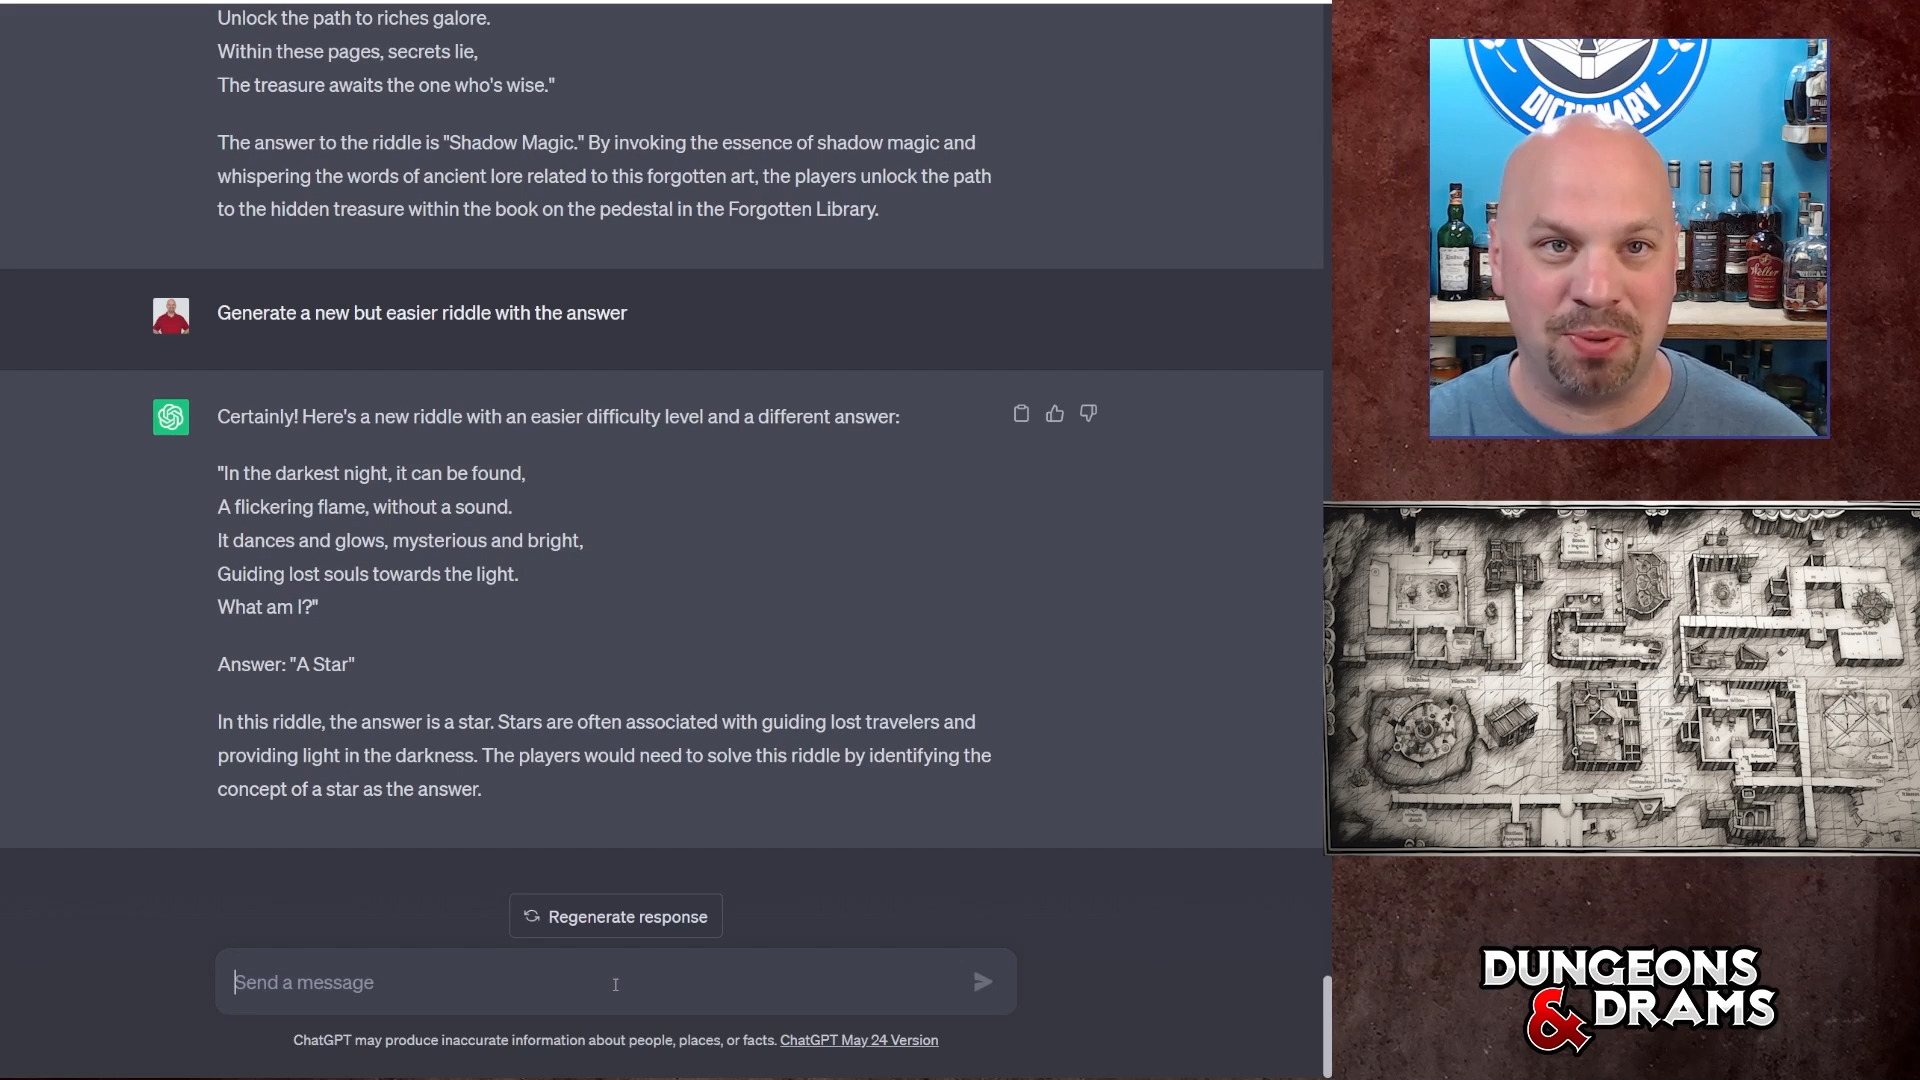 Unlock the path to riches galore.
Within these pages, secrets lie,
The treasure awaits the one who's wise."
The answer to the riddle is "Shadow Magic." By invoking the essence of shadow magic and
whispering the words of ancient lore related to this forgotten art, the players unlock the path
to the hidden treasure within the book on the pedestal in the Forgotten Library.
Generate a new but easier riddle with the answer
Certainly! Here's a new riddle with an easier difficulty level and a different answer:
"In the darkest night, it can be found,
A flickering flame, without a sound.
It dances and glows, mysterious and bright,
Guiding lost souls towards the light.
What am I?"
Answer: "A Star"
In this riddle, the answer is a star. Stars are often associated with guiding lost travelers and
providing light in the darkness. The players would need to solve this riddle by identifying the
concept of a star as the answer.
Regenerate response
Send a message
ChatGPT may produce inaccurate information about people, places, or facts. ChatGPT May 24 Version
DICTIONARY
Weller
DUNGEONS
& DRAMS